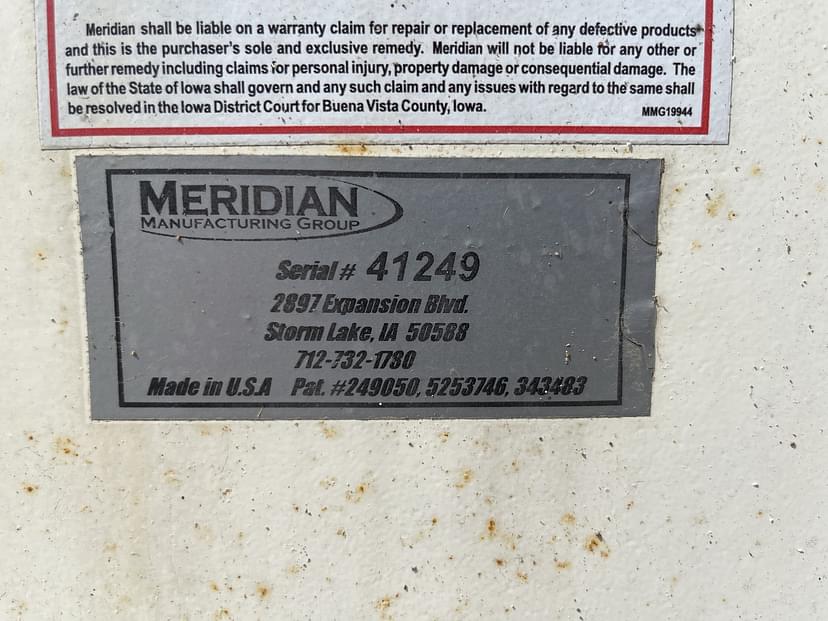 Meridian shall be liable on a warranty claim for repair or replacement of any defective products
and this is the purchaser's sole and exclusive remedy. Meridian will not be liable for any other or
further remedy including claims for personal injury, property damage or consequential damage. The
law of the State of Iowa shall govern and any such claim and any issues with regard to the same shall
be resolved in the Iowa District Court for Buena Vista County, Iowa.
MMG19944
MERIDIAN
MANUFACTURING GROUP
Serial # 41249
2897 Expansion Blvd.
Storm Lake, IA 50588
712-732-1780
Made in U.S.A Pat. #249050, 5253746, 343483